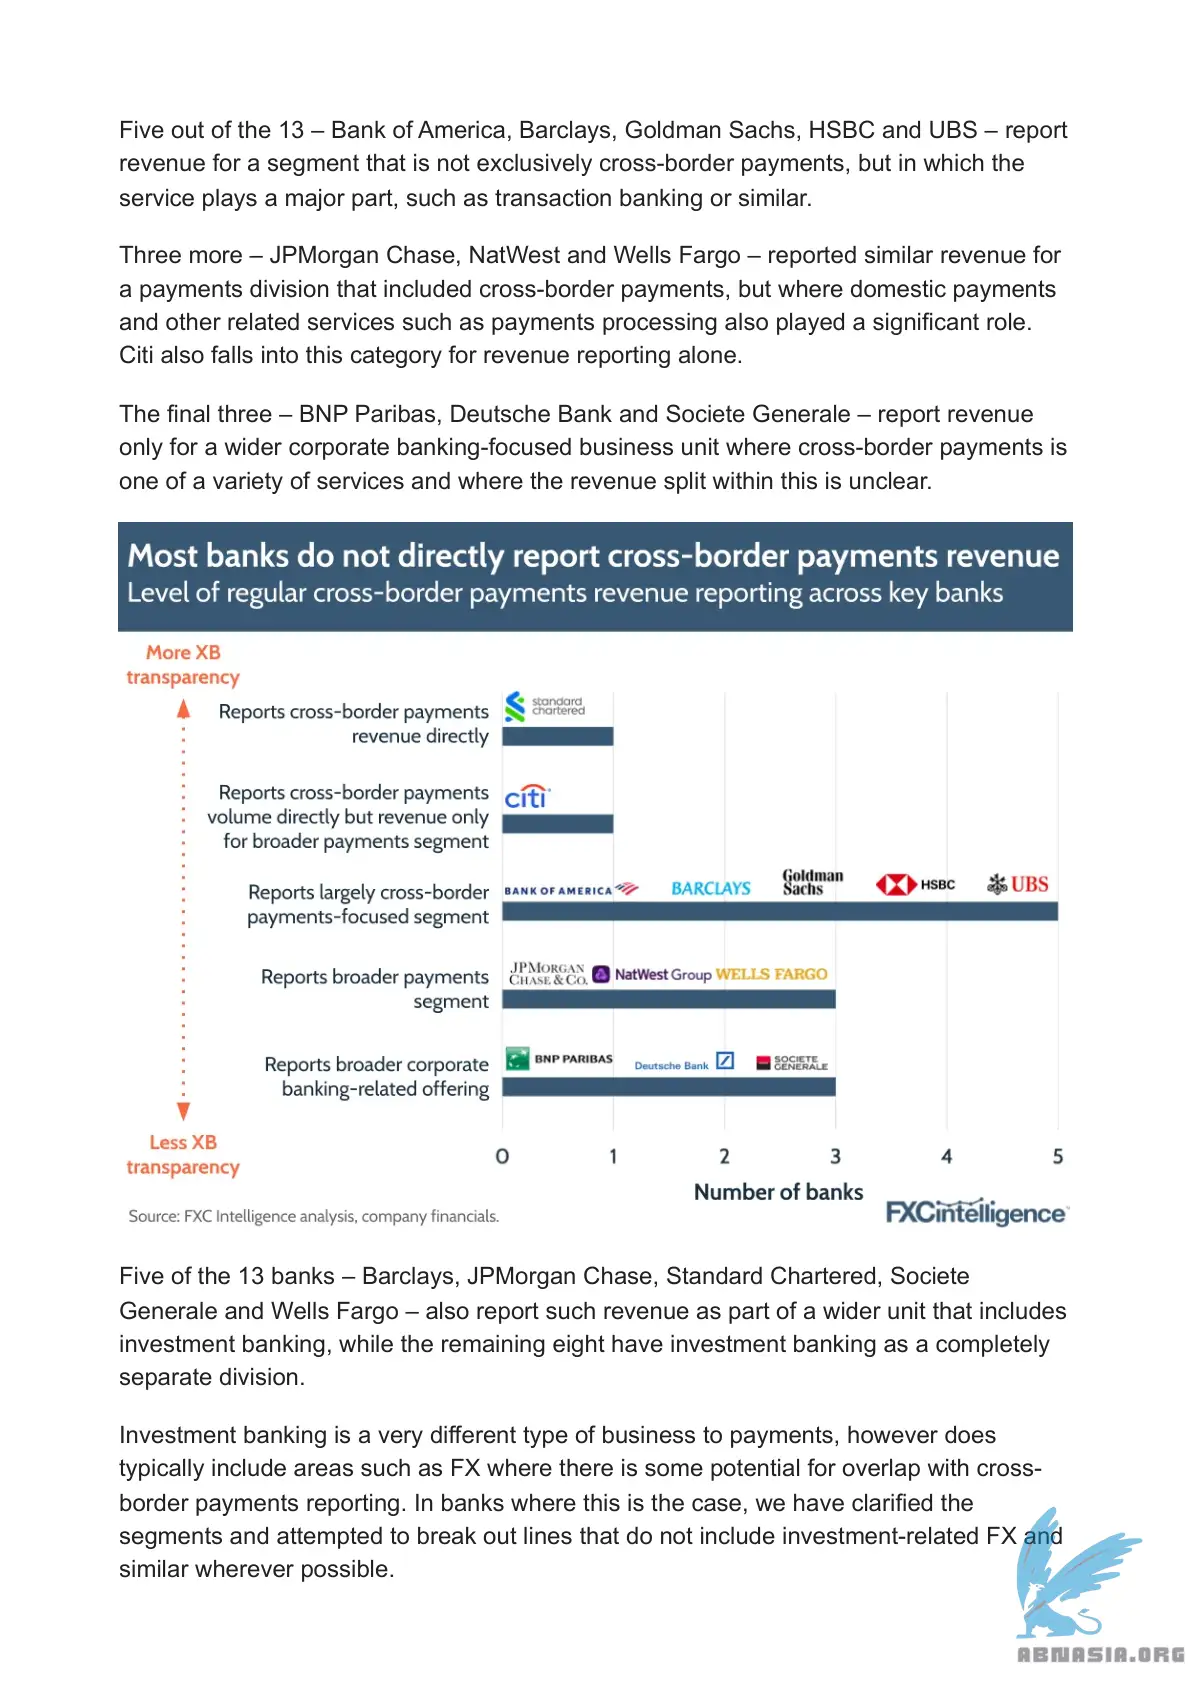 Five out of the 13 – Bank of America, Barclays, Goldman Sachs, HSBC and UBS – report
revenue for a segment that is not exclusively cross-border payments, but in which the
service plays a major part, such as transaction banking or similar.
Three more – JPMorgan Chase, NatWest and Wells Fargo – reported similar revenue for
a payments division that included cross-border payments, but where domestic payments
and other related services such as payments processing also played a significant role.
Citi also falls into this category for revenue reporting alone.
The final three – BNP Paribas, Deutsche Bank and Societe Generale – report revenue
only for a wider corporate banking-focused business unit where cross-border payments is
one of a variety of services and where the revenue split within this is unclear.
Most banks do not directly report cross-border payments revenue
Level of regular cross-border payments revenue reporting across key banks
More XB
transparency
Reports cross-border payments
revenue directly
standard
chartered
Reports cross-border payments
volume directly but revenue only
for broader payments segment
citi
Reports largely cross-border
payments-focused segment
BANK OF AMERICA
BARCLAYS
Goldman
Sachs
HSBC
UBS
Reports broader payments
segment
JPMORGAN
CHASE & CO.
NatWest Group
WELLS FARGO
Reports broader corporate
banking-related offering
BNP PARIBAS
Deutsche Bank
SOCIETE
GENERALE
Less XB
transparency
0 1 2 3 4 5
Number of banks
Source: FXC Intelligence analysis, company financials.
FXCintelligence
Five of the 13 banks – Barclays, JPMorgan Chase, Standard Chartered, Societe
Generale and Wells Fargo – also report such revenue as part of a wider unit that includes
investment banking, while the remaining eight have investment banking as a completely
separate division.
Investment banking is a very different type of business to payments, however does
typically include areas such as FX where there is some potential for overlap with cross-
border payments reporting. In banks where this is the case, we have clarified the
segments and attempted to break out lines that do not include investment-related FX and
similar wherever possible.
ABNASIA.ORG